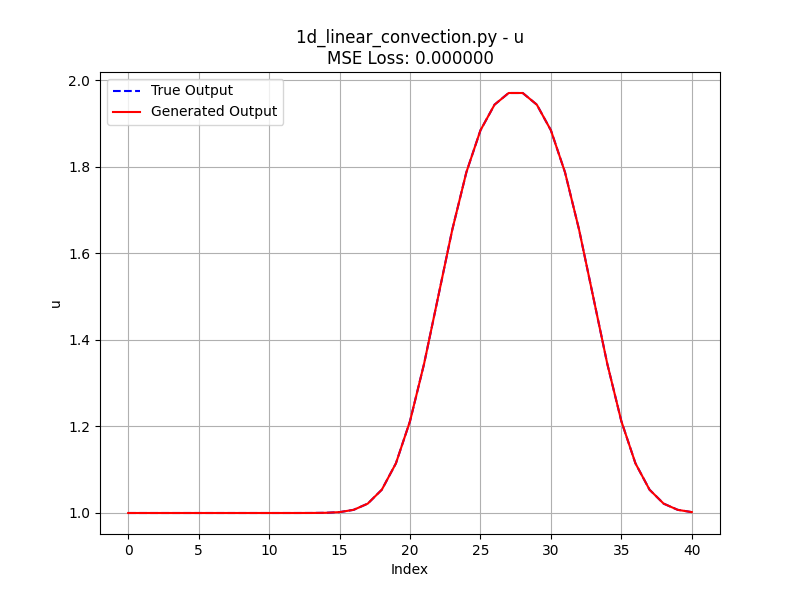 1d_linear_convection.py - u
MSE Loss: 0.000000
True Output
Generated Output
2.0
1.8
1.6
1.4
1.2
1.0
u
0 5 10 15 20 25 30 35 40
Index